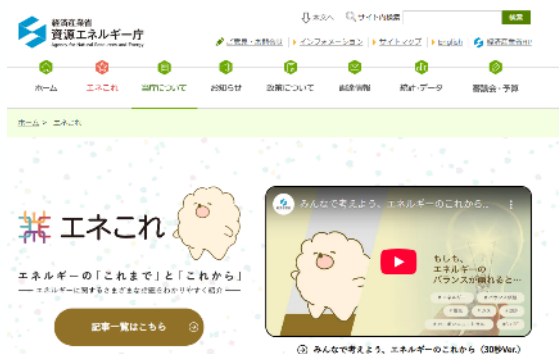 経済産業省
資源エネルギー庁
Agency for Natural Resources and Energy
本文へ
サイト内検索
検索
ご意見・お問合せ
インフォメーション
サイトマップ
English
経済産業省HP
ホーム
エネこれ
当庁について
お知らせ
政策について
調達情報
統計・データ
審議会・予算
ホーム > エネこれ
エネこれ
エネルギーの「これまで」と「これから」
エネルギーに関するさまざまな話題をわかりやすく紹介
記事一覧はこちら
みんなで考えよう、エネルギーのこれから...
もしも、
エネルギーの
バランスが崩れると…
みんなで考えよう、エネルギーのこれから（30秒Ver.）